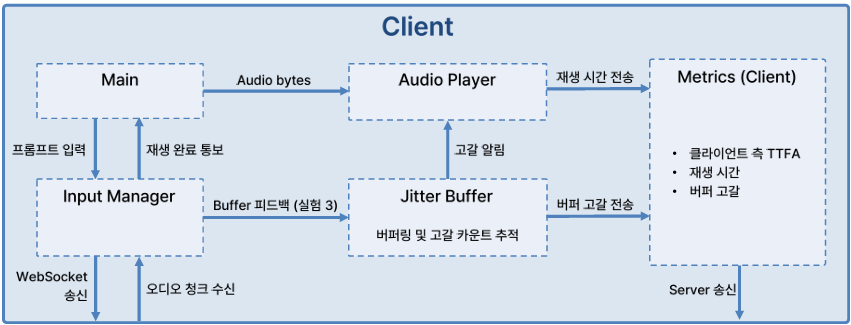 Client
Main
Audio bytes
Audio Player
재생 시간 전송
Metrics (Client)
• 클라이언트 측 TTFA
• 재생 시간
• 버퍼 고갈
프롬프트 입력
재생 완료 통보
고갈 알림
Input Manager
Buffer 피드백 (실험 3)
Jitter Buffer
버퍼링 및 고갈 카운트 추적
버퍼 고갈 전송
WebSocket
송신
오디오 청크 수신
Server 송신